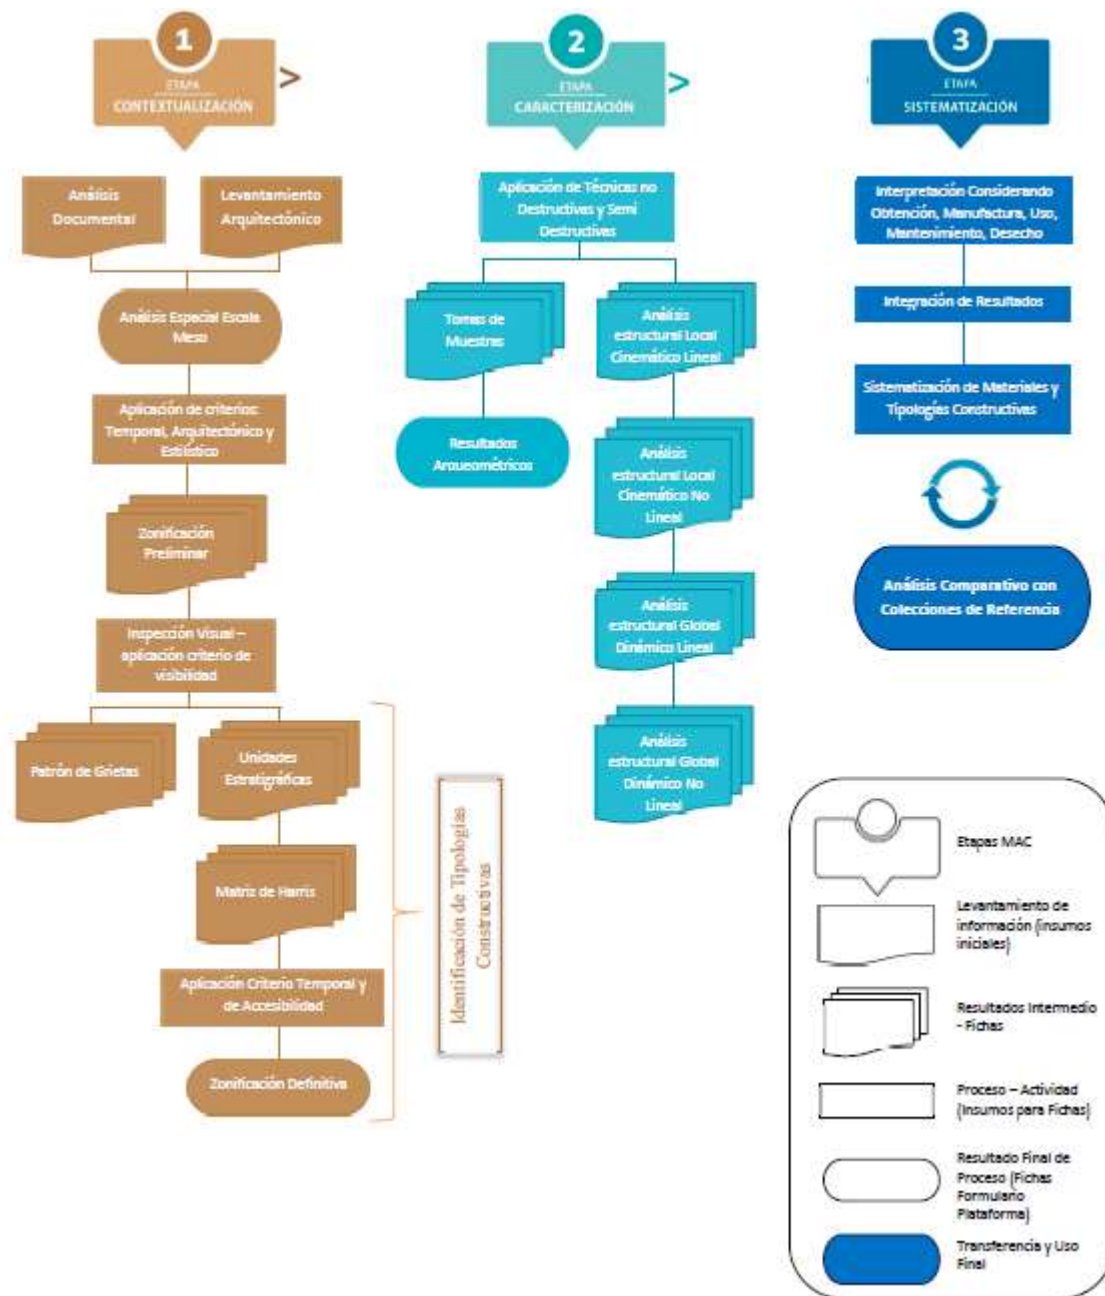 1
ETAPA
CONTEXTUALIZACIÓN
>
Análisis
Documental
Levantamiento
Arquitectónico
Análisis Espacial Escala
Meso
Aplicación de criterios:
Temporal, Arquitectónico y
Estilístico
Zonificación
Preliminar
Inspección Visual –
aplicación criterio de
visibilidad
Patrón de Grietas
Unidades
Estratigráficas
Matriz de Harris
Aplicación Criterio Temporal y
de Accesibilidad
Zonificación Definitiva
Identificación de Tipologías
Constructivas
2
ETAPA
CARACTERIZACIÓN
>
Aplicación de Técnicas no
Destructivas y Semi
Destructivas
Tomas de
Muestras
Resultados
Arqueométricos
Análisis
estructural Local
Cinemático Lineal
Análisis
estructural Local
Cinemático No
Lineal
Análisis
estructural Global
Dinámico Lineal
Análisis
estructural Global
Dinámico No
Lineal
3
ETAPA
SISTEMATIZACIÓN
Interpretación Considerando
Obtención, Manufactura, Uso,
Mantenimiento, Desecho
Integración de Resultados
Sistematización de Materiales y
Tipologías Constructivas
Análisis Comparativo con
Colecciones de Referencia
Etapas MAC
Levantamiento de
información (insumos
iniciales)
Resultados Intermedio
- Fichas
Proceso – Actividad
(Insumos para Fichas)
Resultado Final de
Proceso (Fichas
Formulario
Plataforma)
Transferencia y Uso
Final